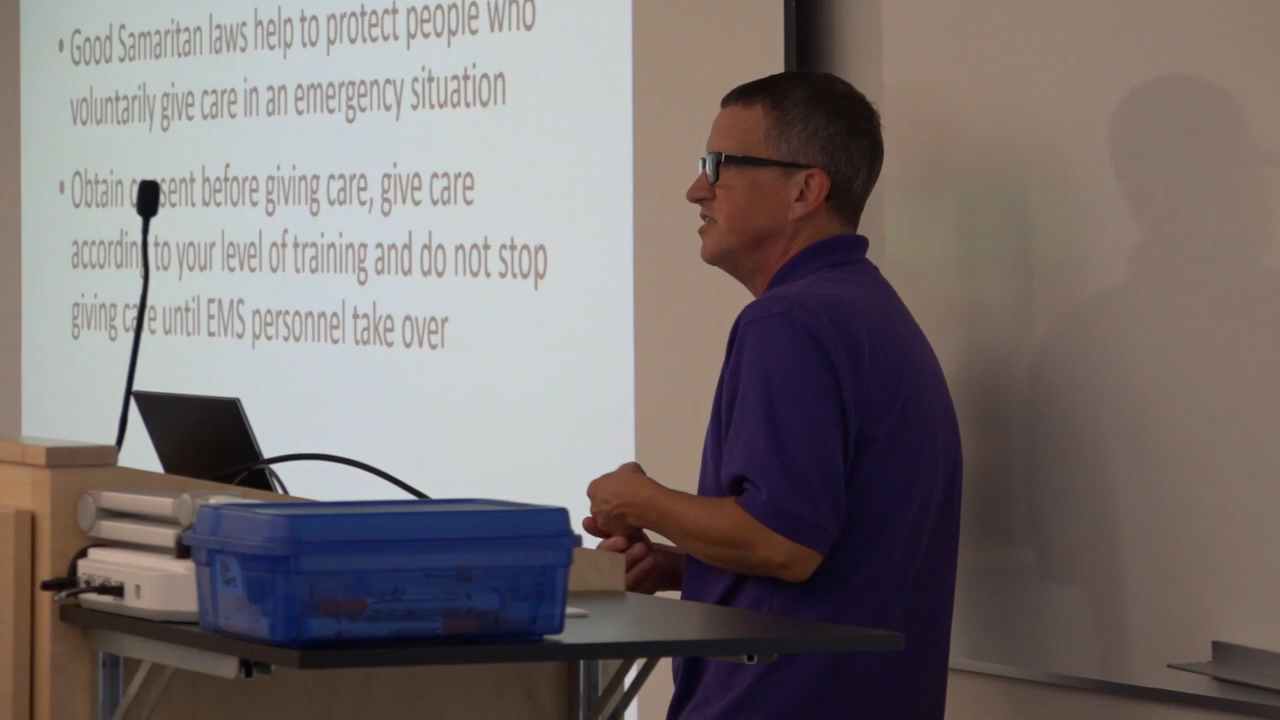 • Good Samaritan laws help to protect people who
voluntarily give care in an emergency situation
• Obtain consent before giving care, give care
according to your level of training and do not stop
giving care until EMS personnel take over